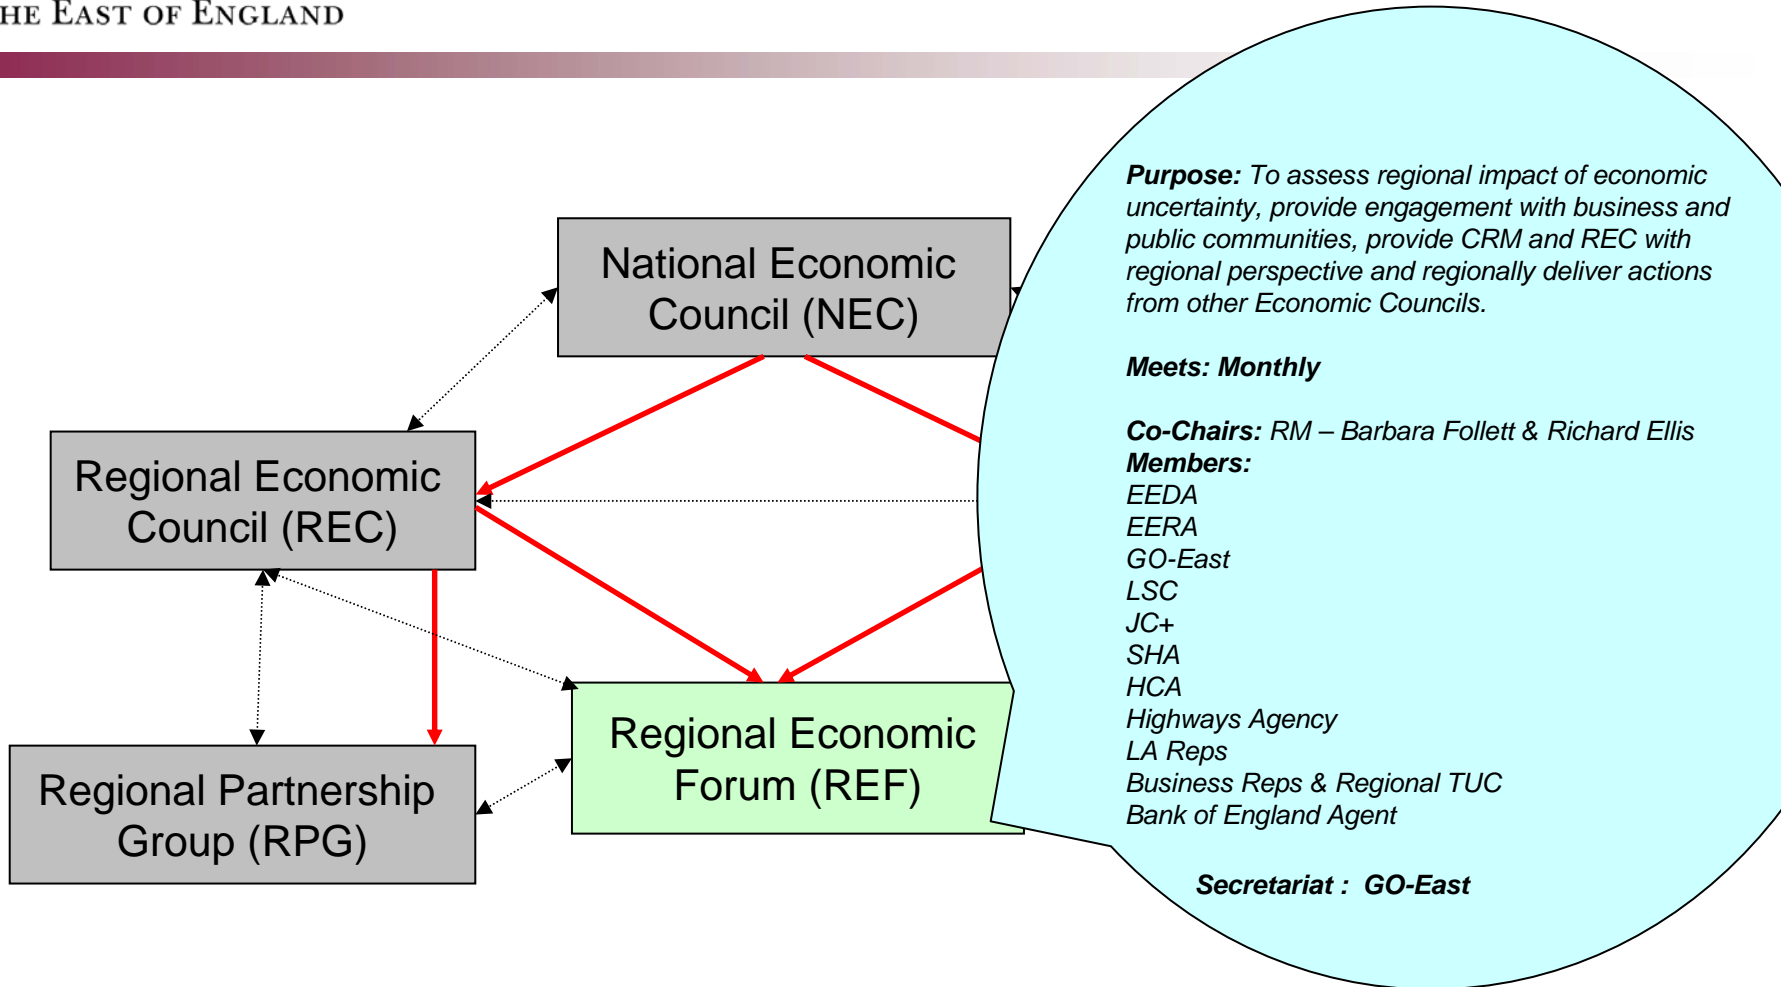 HE EAST OF ENGLAND
National Economic
Council (NEC)
Regional Economic
Council (REC)
Regional Partnership
Group (RPG)
Regional Economic
Forum (REF)
Purpose: To assess regional impact of economic
uncertainty, provide engagement with business and
public communities, provide CRM and REC with
regional perspective and regionally deliver actions
from other Economic Councils.
Meets: Monthly
Co-Chairs: RM – Barbara Follett & Richard Ellis
Members:
EEDA
EERA
GO-East
LSC
JC+
SHA
HCA
Highways Agency
LA Reps
Business Reps & Regional TUC
Bank of England Agent
Secretariat : GO-East